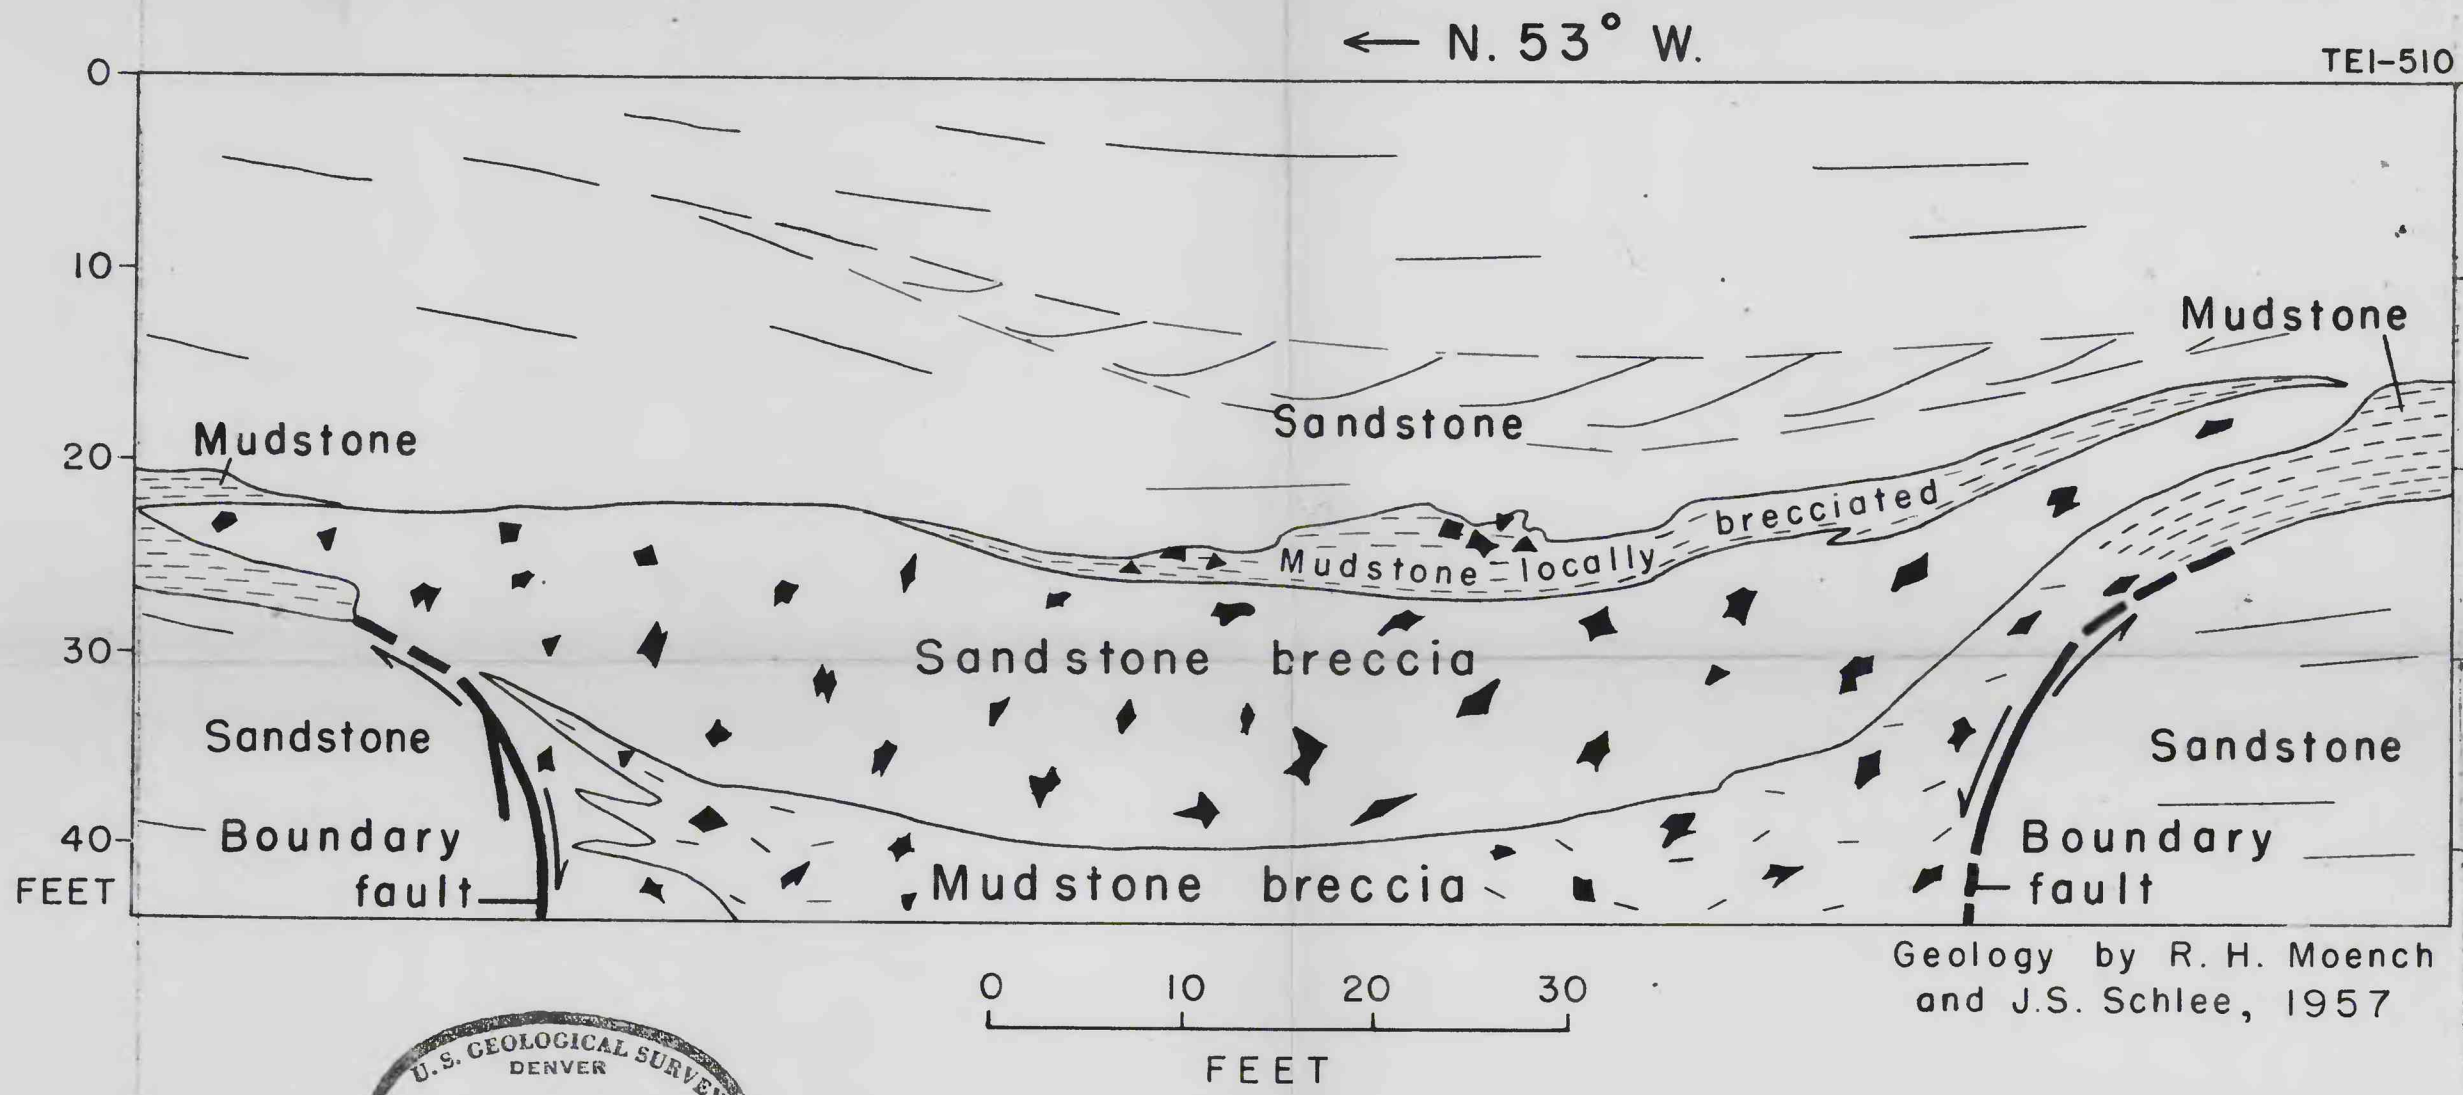 ← N. 53° W.
TEI-510
0
10
20
30
40
FEET
Mudstone
Mudstone
Sandstone
Mudstone - locally brecciated
Sandstone breccia
Sandstone
Sandstone
Boundary
fault
Boundary
fault
Mudstone breccia
Geology by R. H. Moench
and J.S. Schlee, 1957
0 10 20 30
FEET
U.S. GEOLOGICAL SURVEY
DENVER